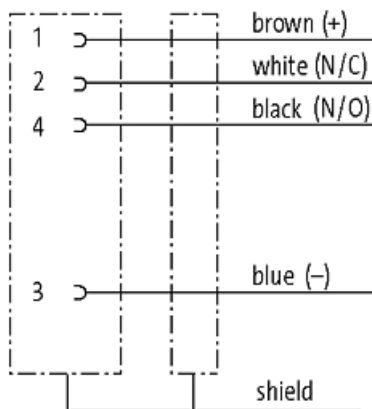 1 brown (+)
2 white (N/C)
4 black (N/O)
3 blue (–)
shield